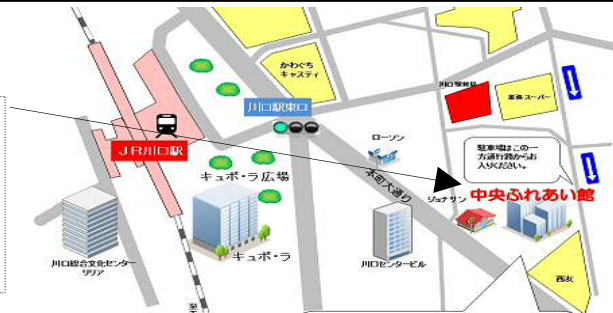 かわぐち
キャスティ
川口駅東口
JR川口駅
キュポ・ラ広場
ローソン
本町大通り
業務スーパー
駐車場はこの一
方通行路からお
入りください。
ジョナサン
中央ふれあい館
川口総合文化センター
リリア
キュポ・ラ
川口センタービル
西友
至